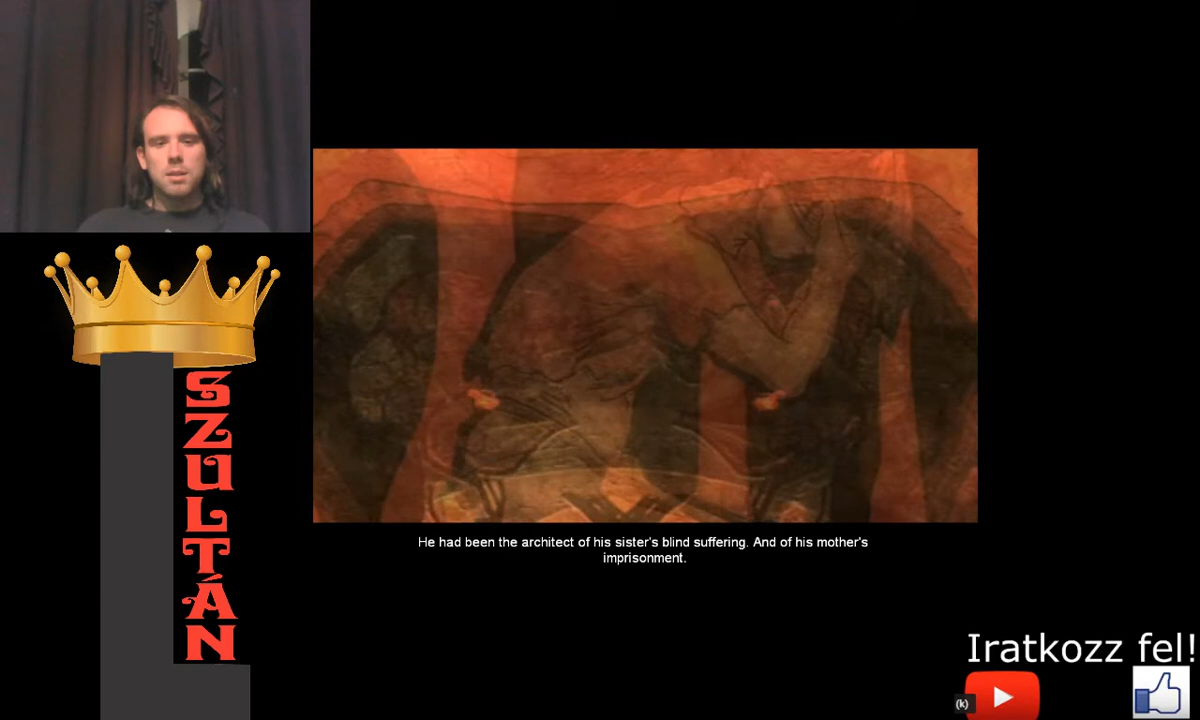 SZULTÁN
He had been the architect of his sister's blind suffering. And of his mother's
imprisonment.
Iratkozz fel!
(k)